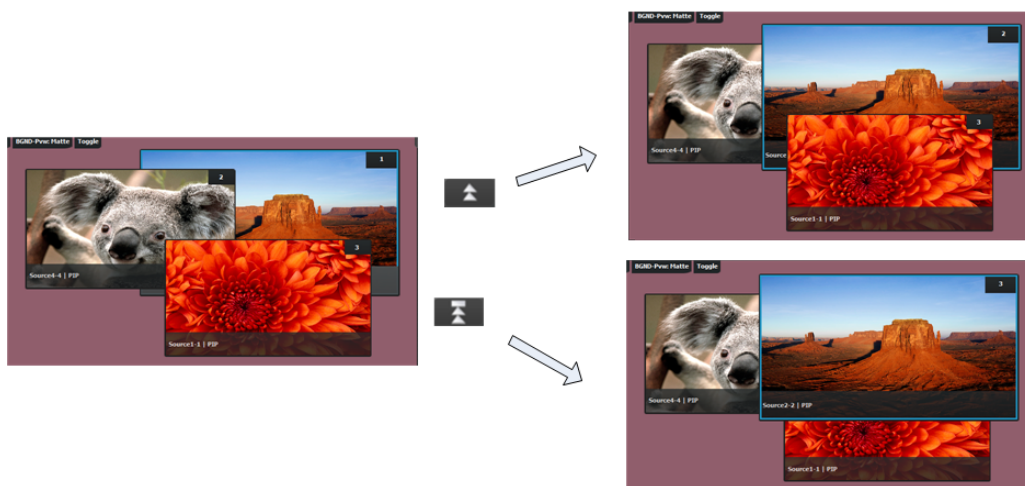 BGND-Pvw: Matte Toggle
1
2
3
Source4-4 | PIP
Source1-1 | PIP
BGND-Pvw: Matte Toggle
2
3
Source4-4 | PIP
Source
Source1-1 | PIP
BGND-Pvw: Matte Toggle
3
Source4-4 | PIP
Source2-2 | PIP
Source1-1 | PIP